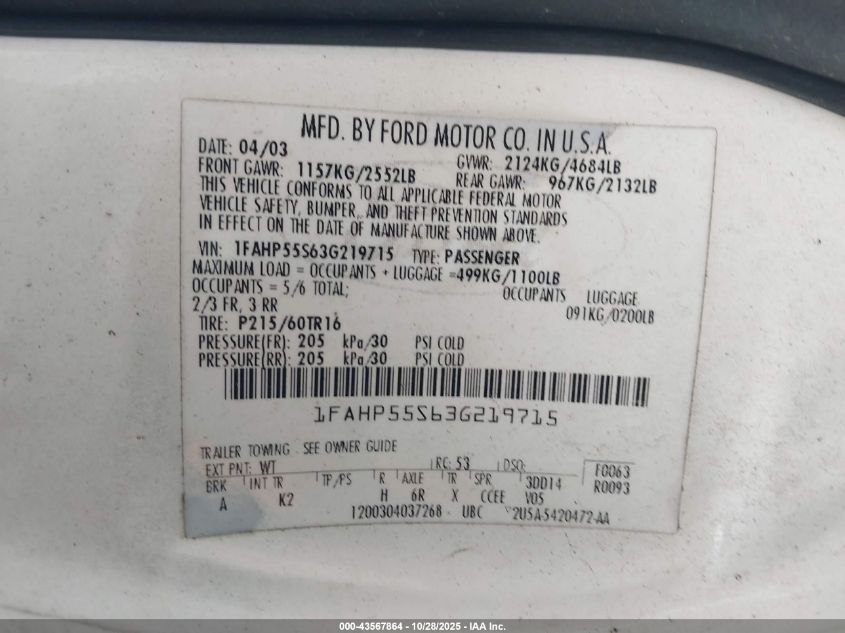 MFD. BY FORD MOTOR CO. IN U.S.A.
DATE: 04/03 GVWR: 2124KG/4684LB
FRONT GAWR: 1157KG/2552LB REAR GAWR: 967KG/2132LB
THIS VEHICLE CONFORMS TO ALL APPLICABLE FEDERAL MOTOR
VEHICLE SAFETY, BUMPER, AND THEFT PREVENTION STANDARDS
IN EFFECT ON THE DATE OF MANUFACTURE SHOWN ABOVE.
VIN: 1FAHP55S63G219715 TYPE: PASSENGER
MAXIMUM LOAD = OCCUPANTS + LUGGAGE =499KG/1100LB
OCCUPANTS = 5/6 TOTAL; OCCUPANTS LUGGAGE
2/3 FR, 3 RR 091KG/0200LB
TIRE: P215/60TR16
PRESSURE(FR): 205 kPa/30 PSI COLD
PRESSURE(RR): 205 kPa/30 PSI COLD
1FAHP55S63G219715
TRAILER TOWING - SEE OWNER GUIDE
EXT PNT: WT RC: 53 DSO: F0063
BRK INT TR TP/PS R AXLE TR SPR 3DD14 R0093
A K2 H 6R X CCEE V05
1200304037268 UBC 2U5A-5420472-AA
000-43567864 | 10/28/2025 - IAA Inc.